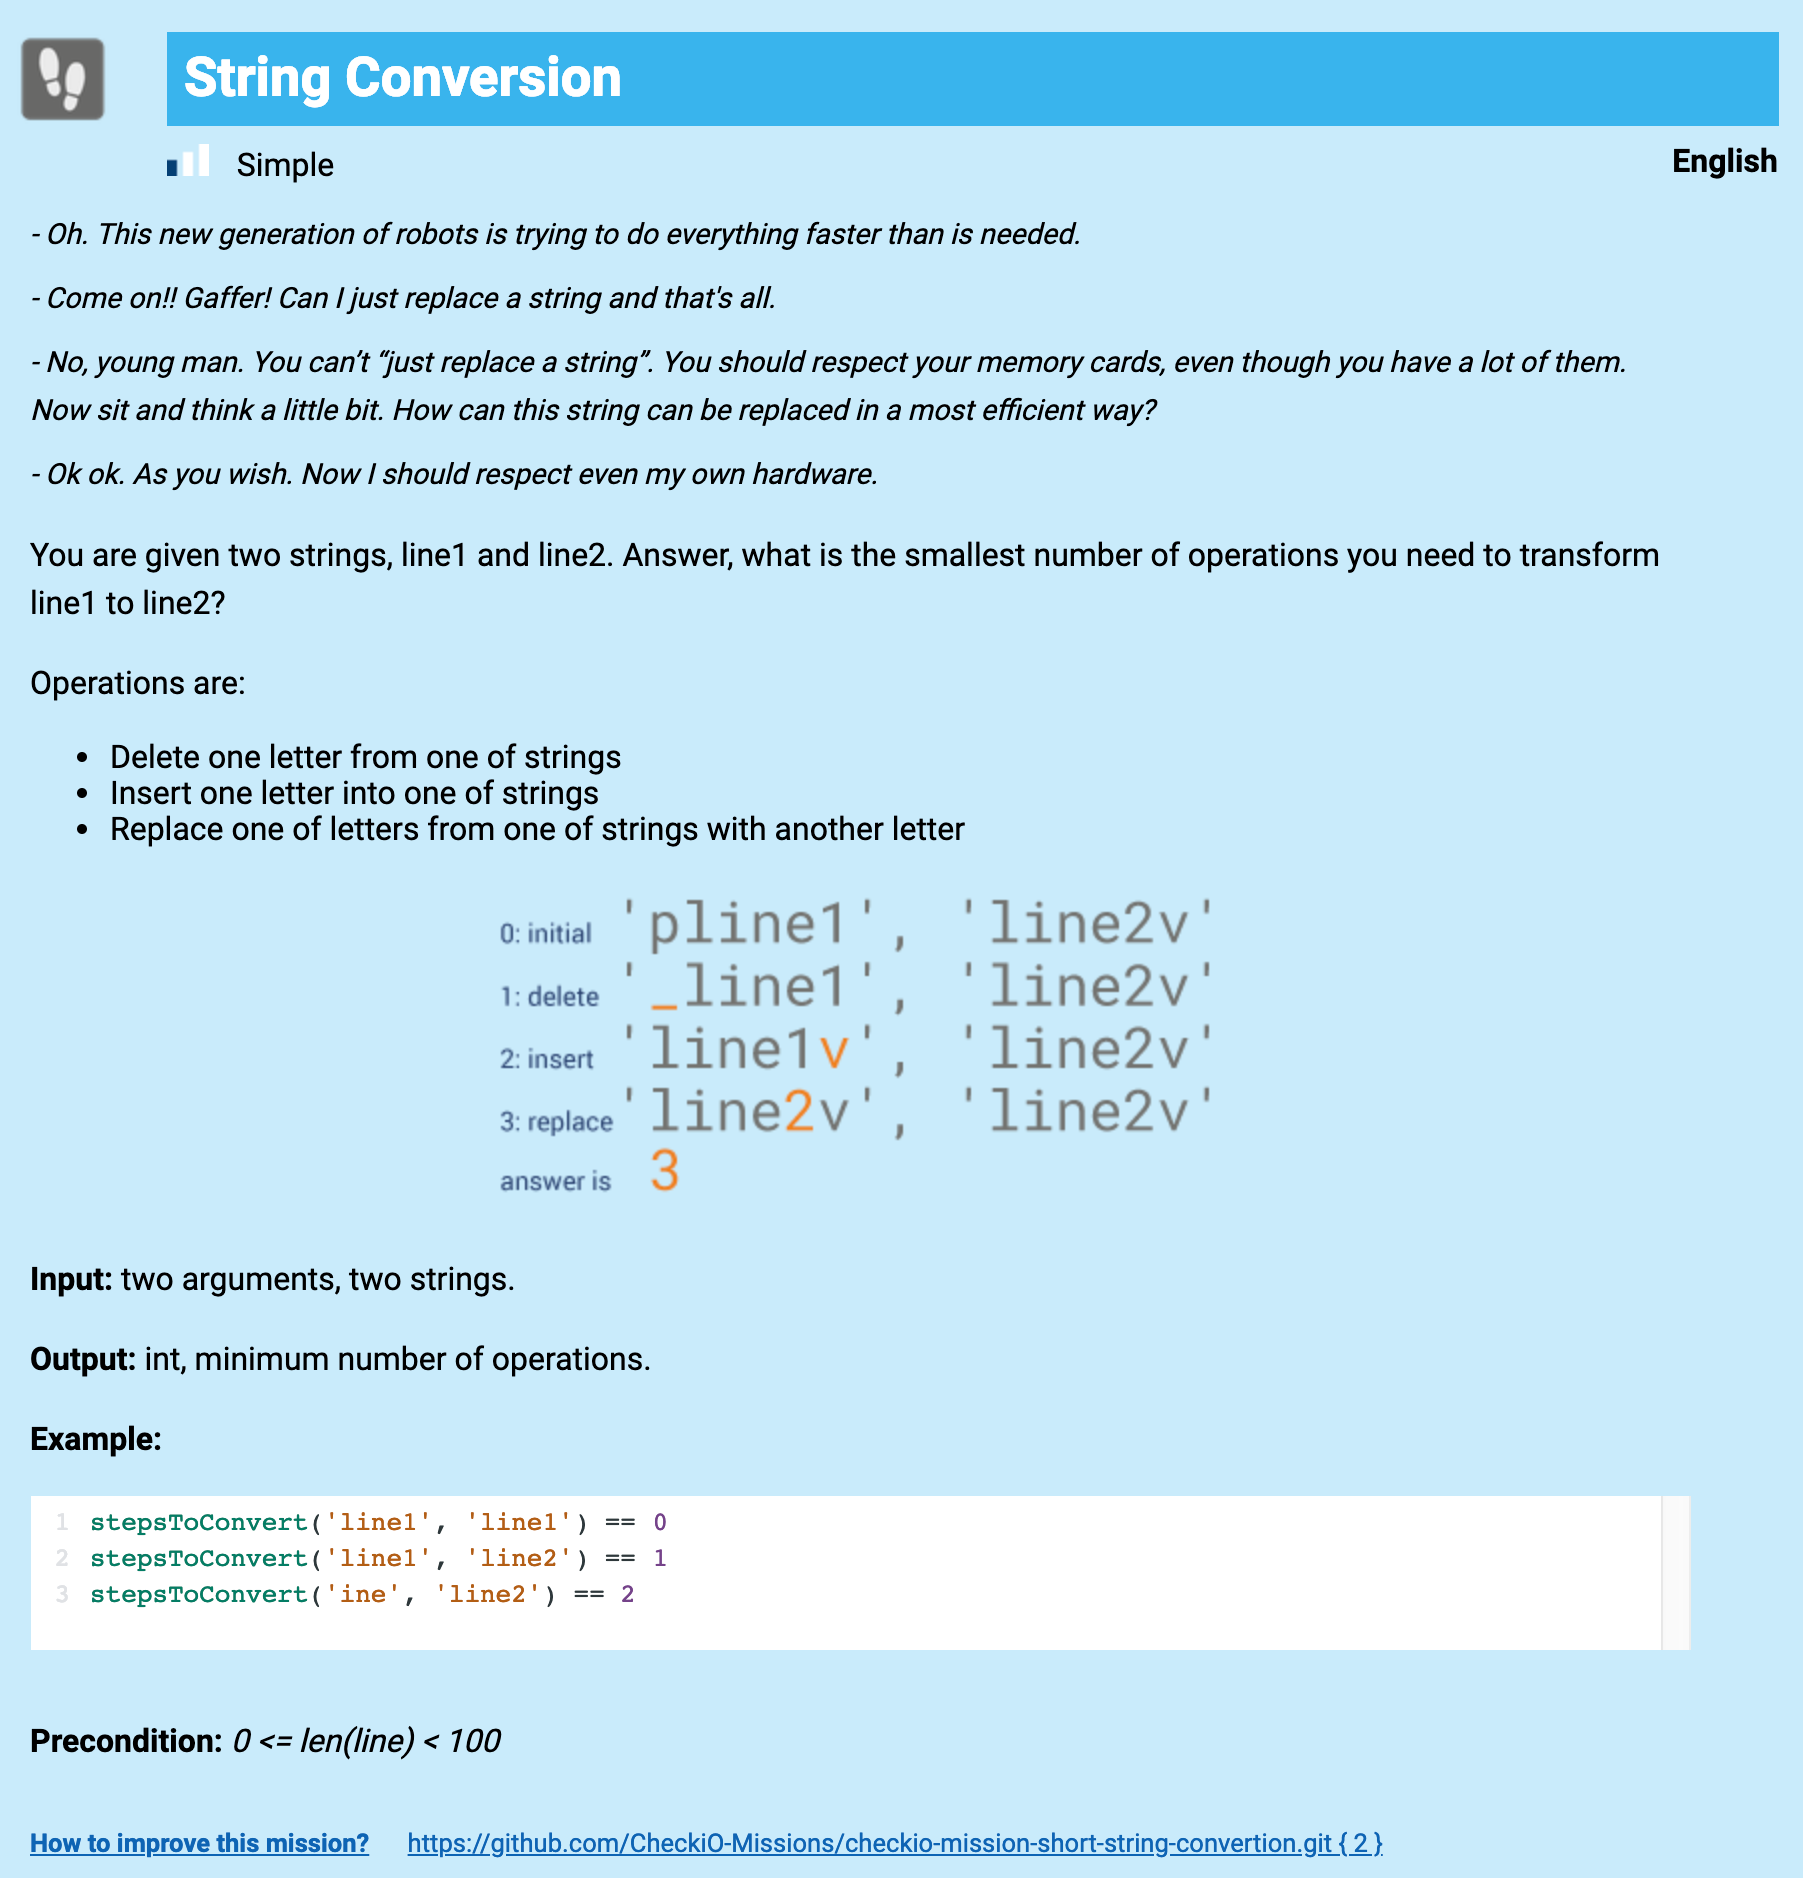 String Conversion
Simple
English
- Oh. This new generation of robots is trying to do everything faster than is needed.
- Come on!! Gaffer! Can I just replace a string and that's all.
- No, young man. You can’t “just replace a string”. You should respect your memory cards, even though you have a lot of them.
Now sit and think a little bit. How can this string can be replaced in a most efficient way?
- Ok ok. As you wish. Now I should respect even my own hardware.
You are given two strings, line1 and line2. Answer, what is the smallest number of operations you need to transform
line1 to line2?
Operations are:
• Delete one letter from one of strings
• Insert one letter into one of strings
• Replace one of letters from one of strings with another letter
0: initial 'pline1', 'line2v'
1: delete '_line1', 'line2v'
2: insert 'line1v', 'line2v'
3: replace 'line2v', 'line2v'
answer is 3
Input: two arguments, two strings.
Output: int, minimum number of operations.
Example:
1 stepsToConvert('line1', 'line1') == 0
2 stepsToConvert('line1', 'line2') == 1
3 stepsToConvert('ine', 'line2') == 2
Precondition: 0 <= len(line) < 100
How to improve this mission? https://github.com/CheckiO-Missions/checkio-mission-short-string-convertion.git { 2 }